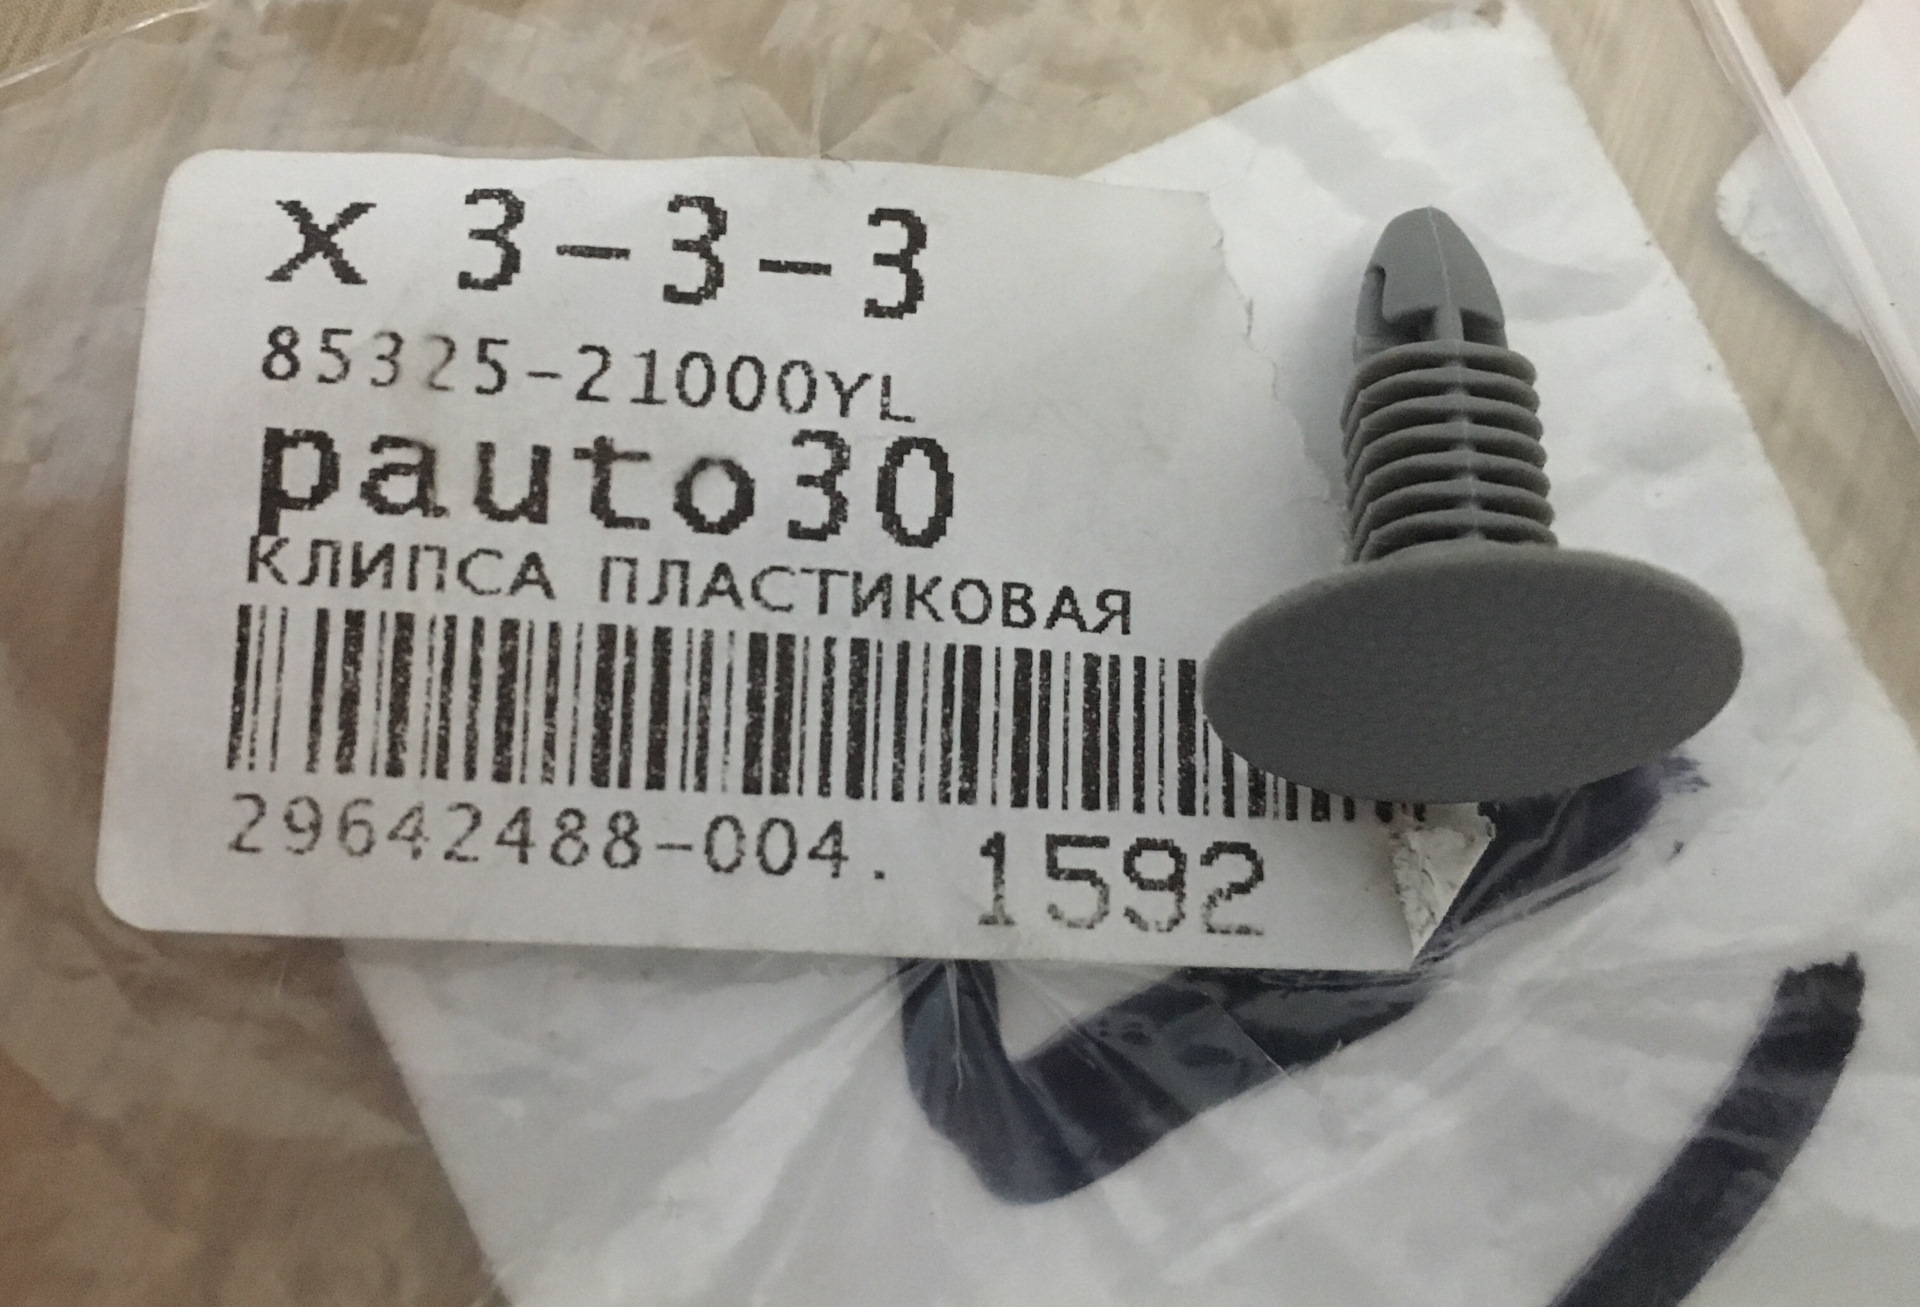 x 3-3-3
85325-21000YL
pauto30
КЛИПСА ПЛАСТИКОВАЯ
29642488-004. 1592